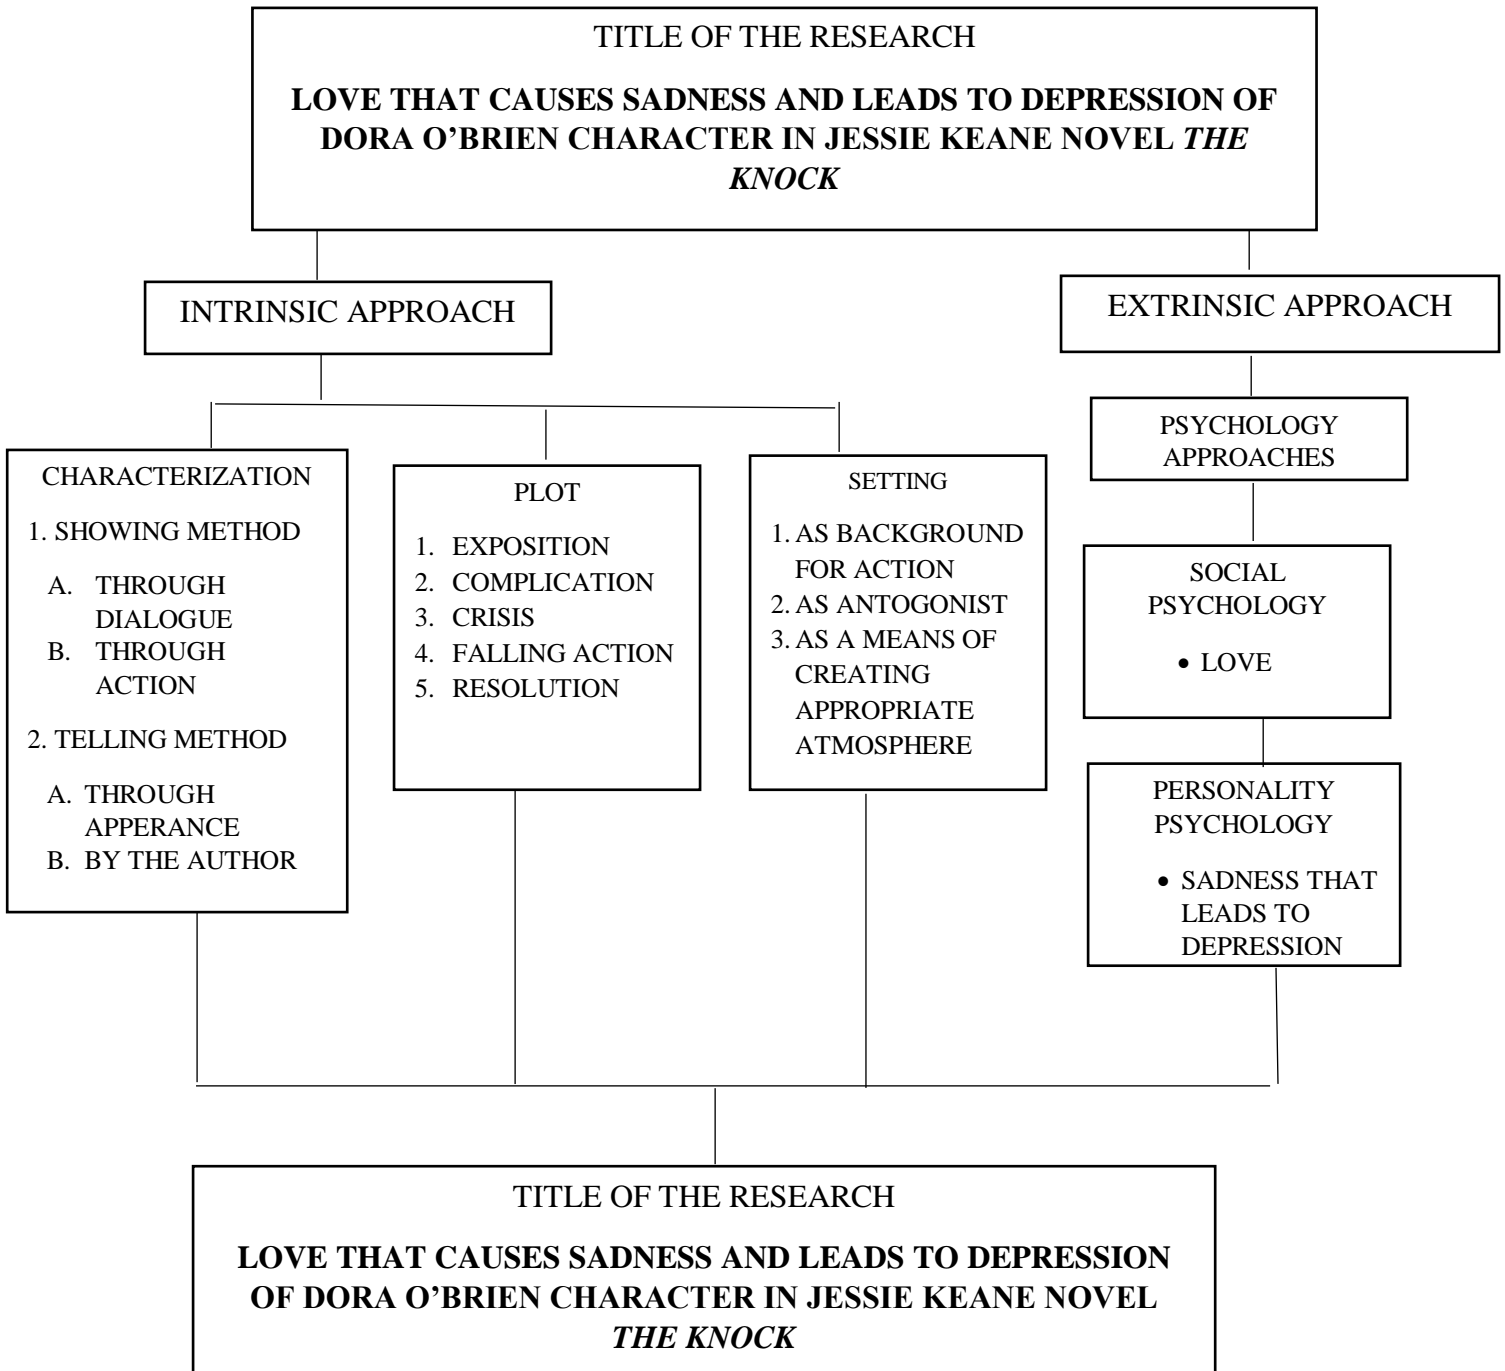 TITLE OF THE RESEARCH
LOVE THAT CAUSES SADNESS AND LEADS TO DEPRESSION OF
DORA O’BRIEN CHARACTER IN JESSIE KEANE NOVEL THE
KNOCK
INTRINSIC APPROACH
EXTRINSIC APPROACH
CHARACTERIZATION
1. SHOWING METHOD
A. THROUGH
DIALOGUE
B. THROUGH
ACTION
2. TELLING METHOD
A. THROUGH
APPERANCE
B. BY THE AUTHOR
PLOT
1. EXPOSITION
2. COMPLICATION
3. CRISIS
4. FALLING ACTION
5. RESOLUTION
SETTING
1. AS BACKGROUND
FOR ACTION
2. AS ANTOGONIST
3. AS A MEANS OF
CREATING
APPROPRIATE
ATMOSPHERE
PSYCHOLOGY
APPROACHES
SOCIAL
PSYCHOLOGY
• LOVE
PERSONALITY
PSYCHOLOGY
• SADNESS THAT
LEADS TO
DEPRESSION
TITLE OF THE RESEARCH
LOVE THAT CAUSES SADNESS AND LEADS TO DEPRESSION
OF DORA O’BRIEN CHARACTER IN JESSIE KEANE NOVEL
THE KNOCK